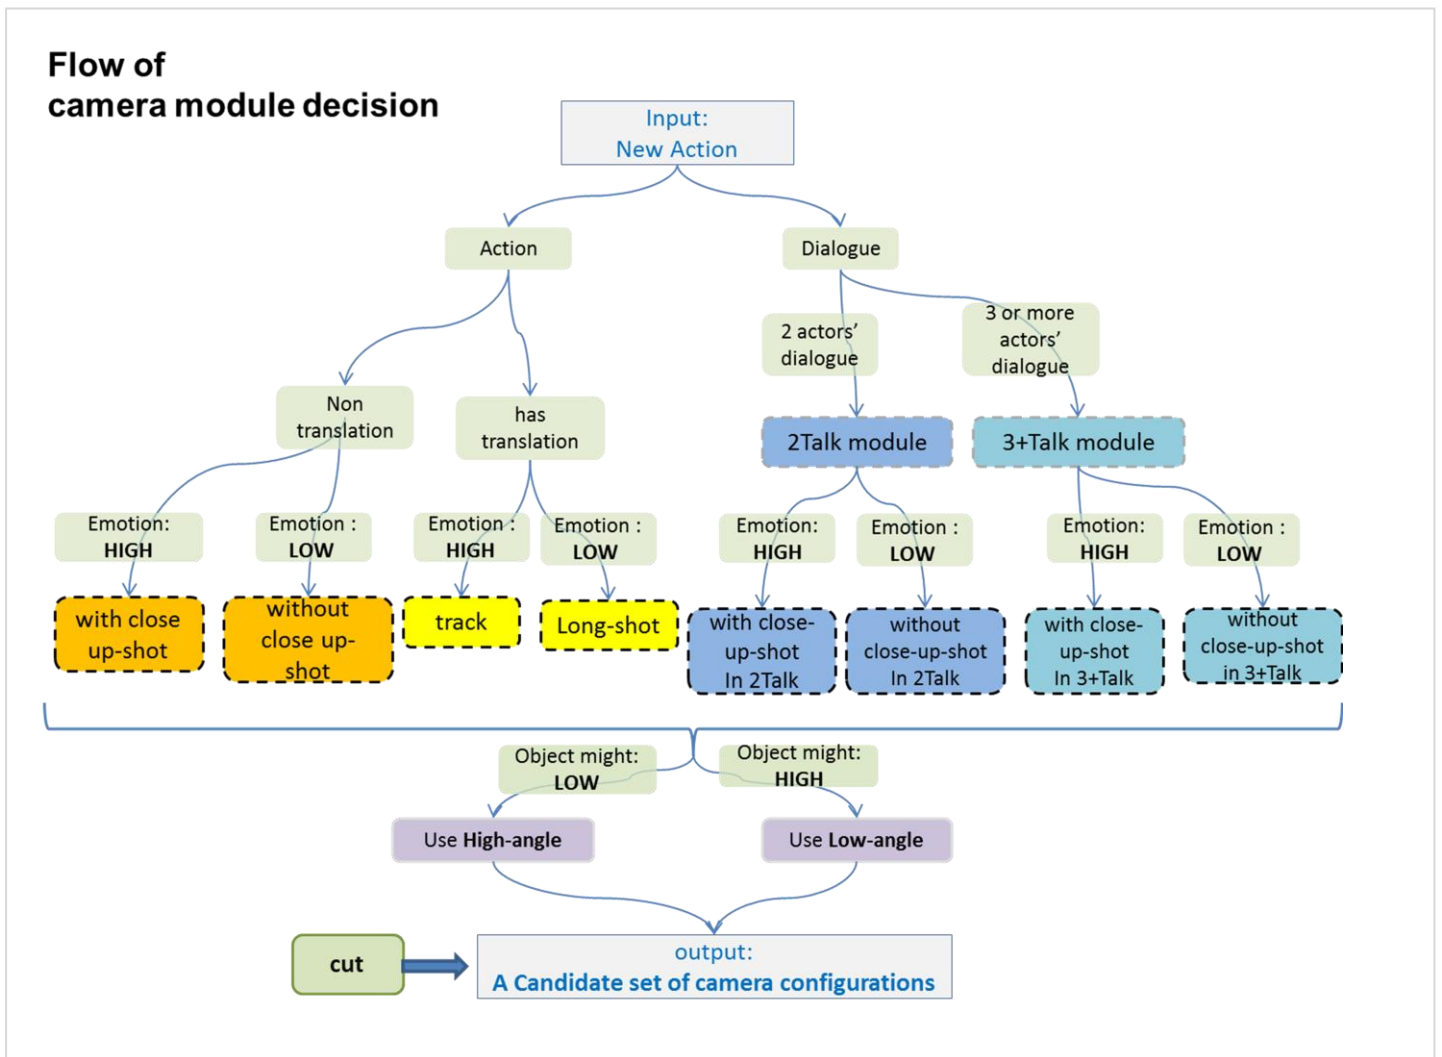 Flow of
camera module decision
Input:
New Action
Action
Dialogue
2 actors’
dialogue
3 or more
actors’
dialogue
Non
translation
has
translation
2Talk module
3+Talk module
Emotion:
HIGH
Emotion :
LOW
Emotion :
HIGH
Emotion :
LOW
Emotion:
HIGH
Emotion :
LOW
Emotion:
HIGH
Emotion :
LOW
with close
up-shot
without
close up-
shot
track
Long-shot
with close-
up-shot
In 2Talk
without
close-up-shot
In 2Talk
with close-
up-shot
In 3+Talk
without
close-up-shot
in 3+Talk
Object might:
LOW
Object might:
HIGH
Use High-angle
Use Low-angle
cut
output:
A Candidate set of camera configurations